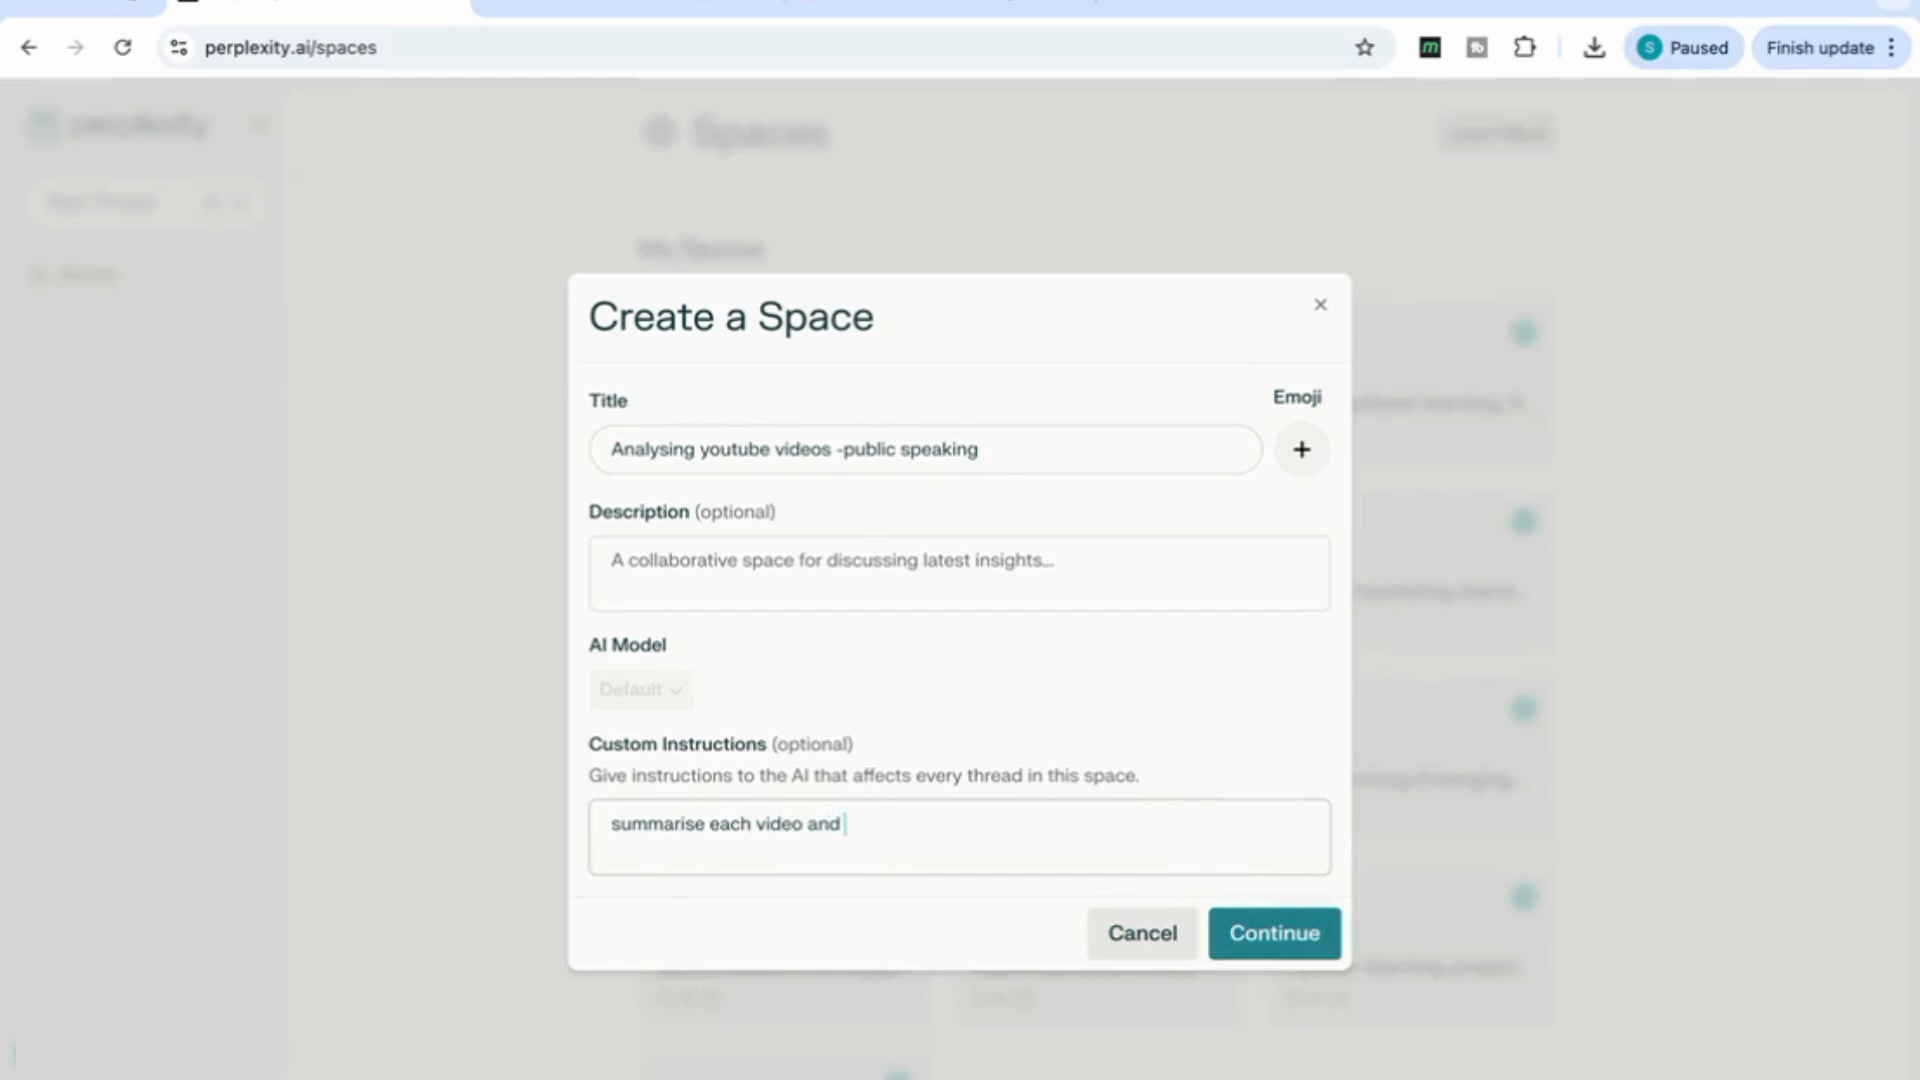 perplexity.ai/spaces
S Paused
Finish update
perplexity
Spaces
Create a Space
Title
Emoji
Analysing youtube videos -public speaking
Description (optional)
A collaborative space for discussing latest insights...
AI Model
Default
Custom Instructions (optional)
Give instructions to the AI that affects every thread in this space.
summarise each video and
Cancel
Continue